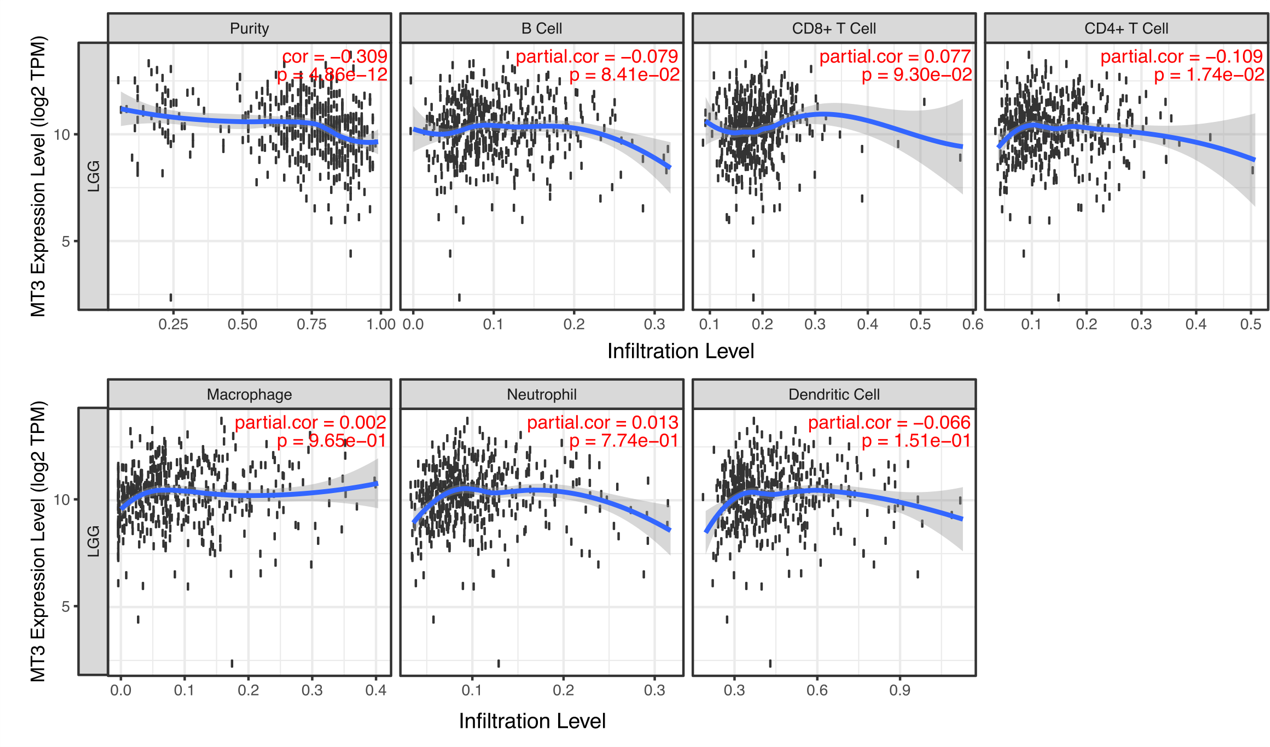 Purity
B Cell
CD8+ T Cell
CD4+ T Cell
cor = −0.309
p = 4.86e−12
partial.cor = −0.079
p = 8.41e−02
partial.cor = 0.077
p = 9.30e−02
partial.cor = −0.109
p = 1.74e−02
MT3 Expression Level (log2 TPM)
LGG
10
5
0.25 0.50 0.75 1.00
0.0 0.1 0.2 0.3
0.1 0.2 0.3 0.4 0.5 0.6
0.1 0.2 0.3 0.4 0.5
Infiltration Level
Macrophage
Neutrophil
Dendritic Cell
partial.cor = 0.002
p = 9.65e−01
partial.cor = 0.013
p = 7.74e−01
partial.cor = −0.066
p = 1.51e−01
MT3 Expression Level (log2 TPM)
LGG
10
5
0.0 0.1 0.2 0.3 0.4
0.1 0.2 0.3
0.3 0.6 0.9
Infiltration Level